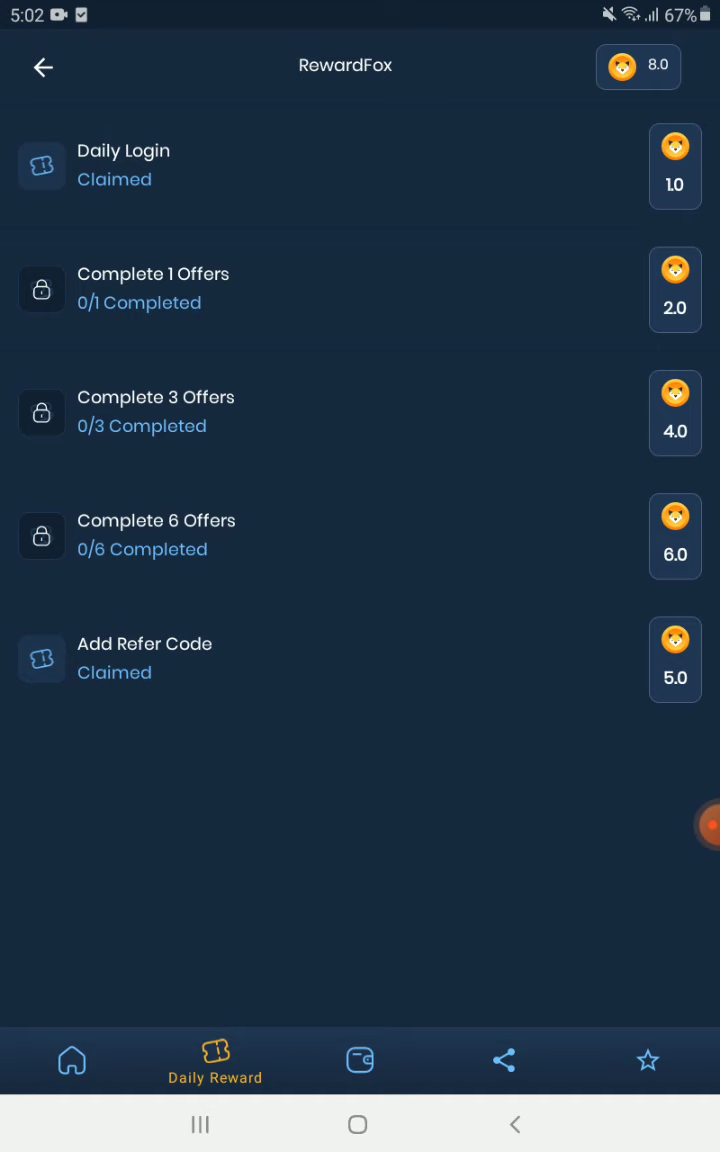 5:02 67%
RewardFox 8.0
Daily Login
Claimed
1.0
Complete 1 Offers
0/1 Completed
2.0
Complete 3 Offers
0/3 Completed
4.0
Complete 6 Offers
0/6 Completed
6.0
Add Refer Code
Claimed
5.0
Daily Reward